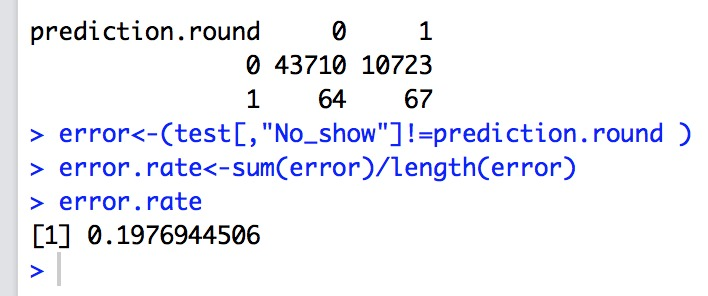 prediction.round     0     1
               0 43710 10723
               1    64    67
> error<-(test[,"No_show"]!=prediction.round )
> error.rate<-sum(error)/length(error)
> error.rate
[1] 0.1976944506
>